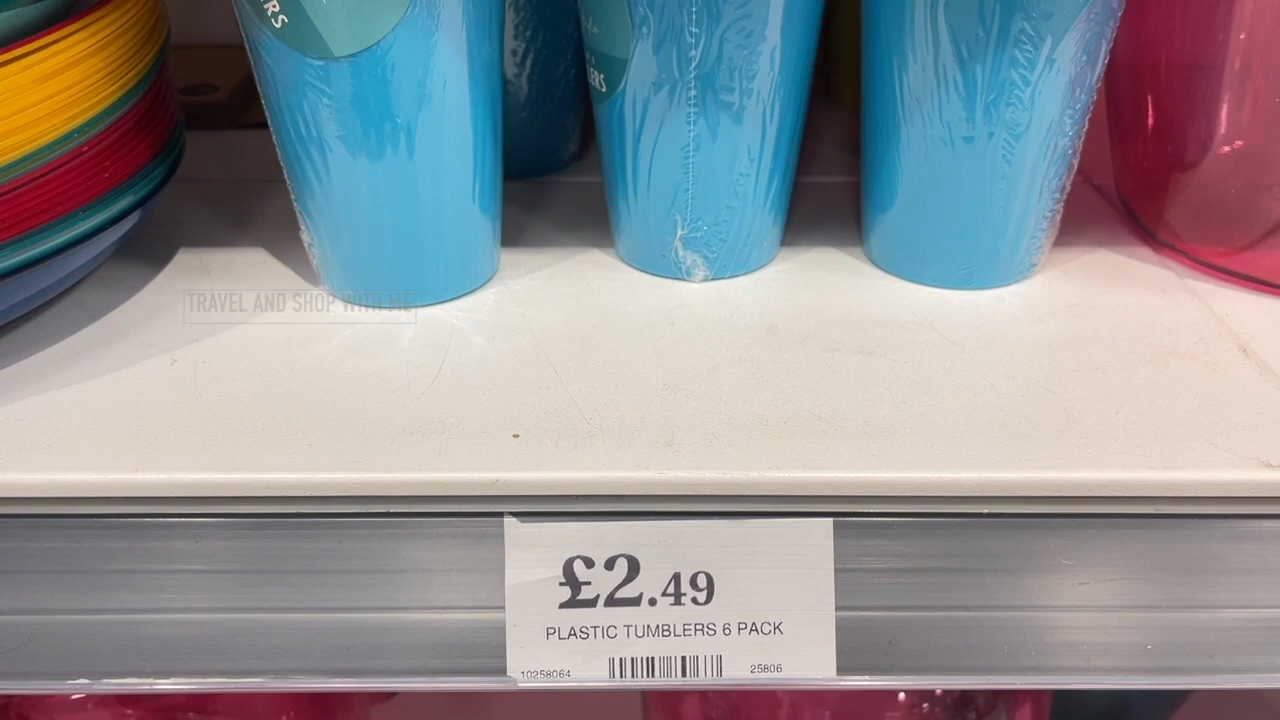 TRAVEL AND SHOP WITH ME
£2.49
PLASTIC TUMBLERS 6 PACK
10258064 25806